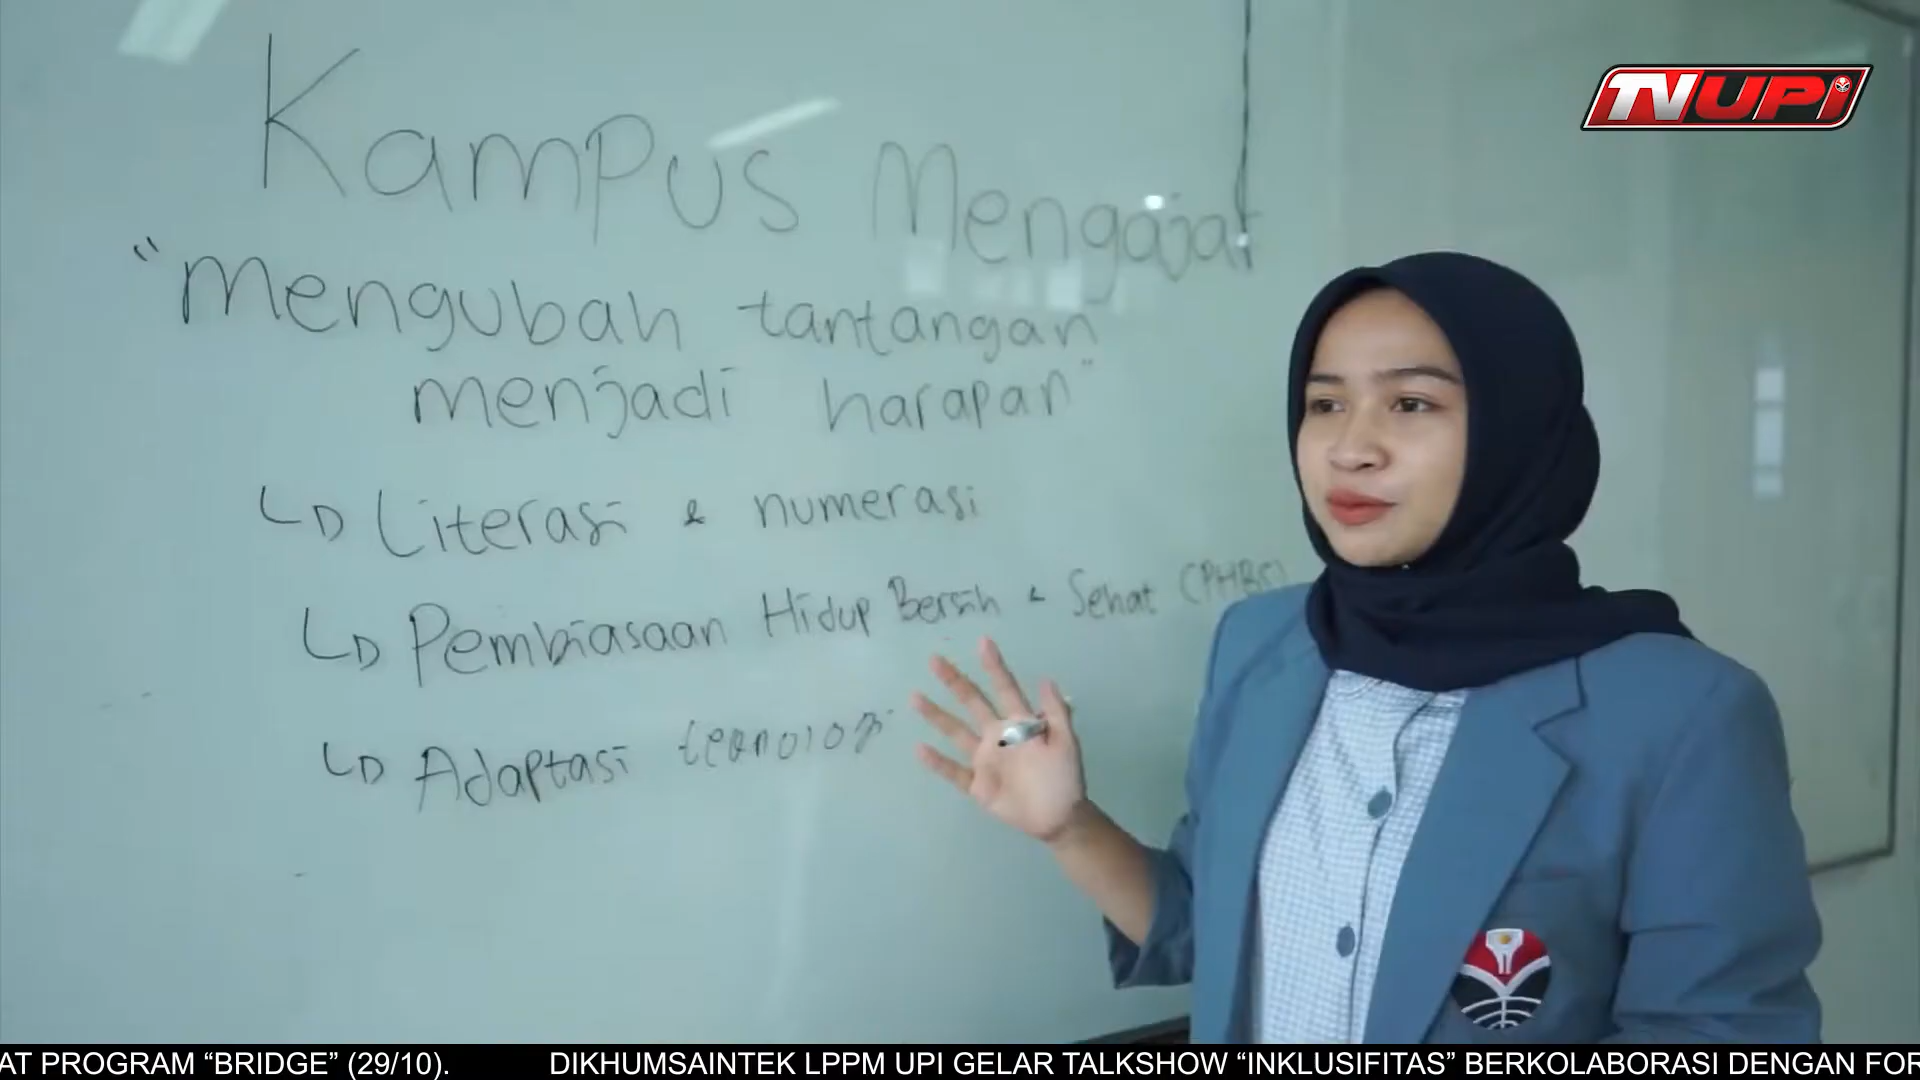 TVUPI
Kampus Mengajar
"Mengubah tantangan
menjadi harapan"
Literasi & numerasi
Pembiasaan Hidup Bersih & Sehat (PHBS)
Adaptasi teknologi
AT PROGRAM “BRIDGE” (29/10). DIKHUMSAINTEK LPPM UPI GELAR TALKSHOW “INKLUSIFITAS” BERKOLABORASI DENGAN FOR